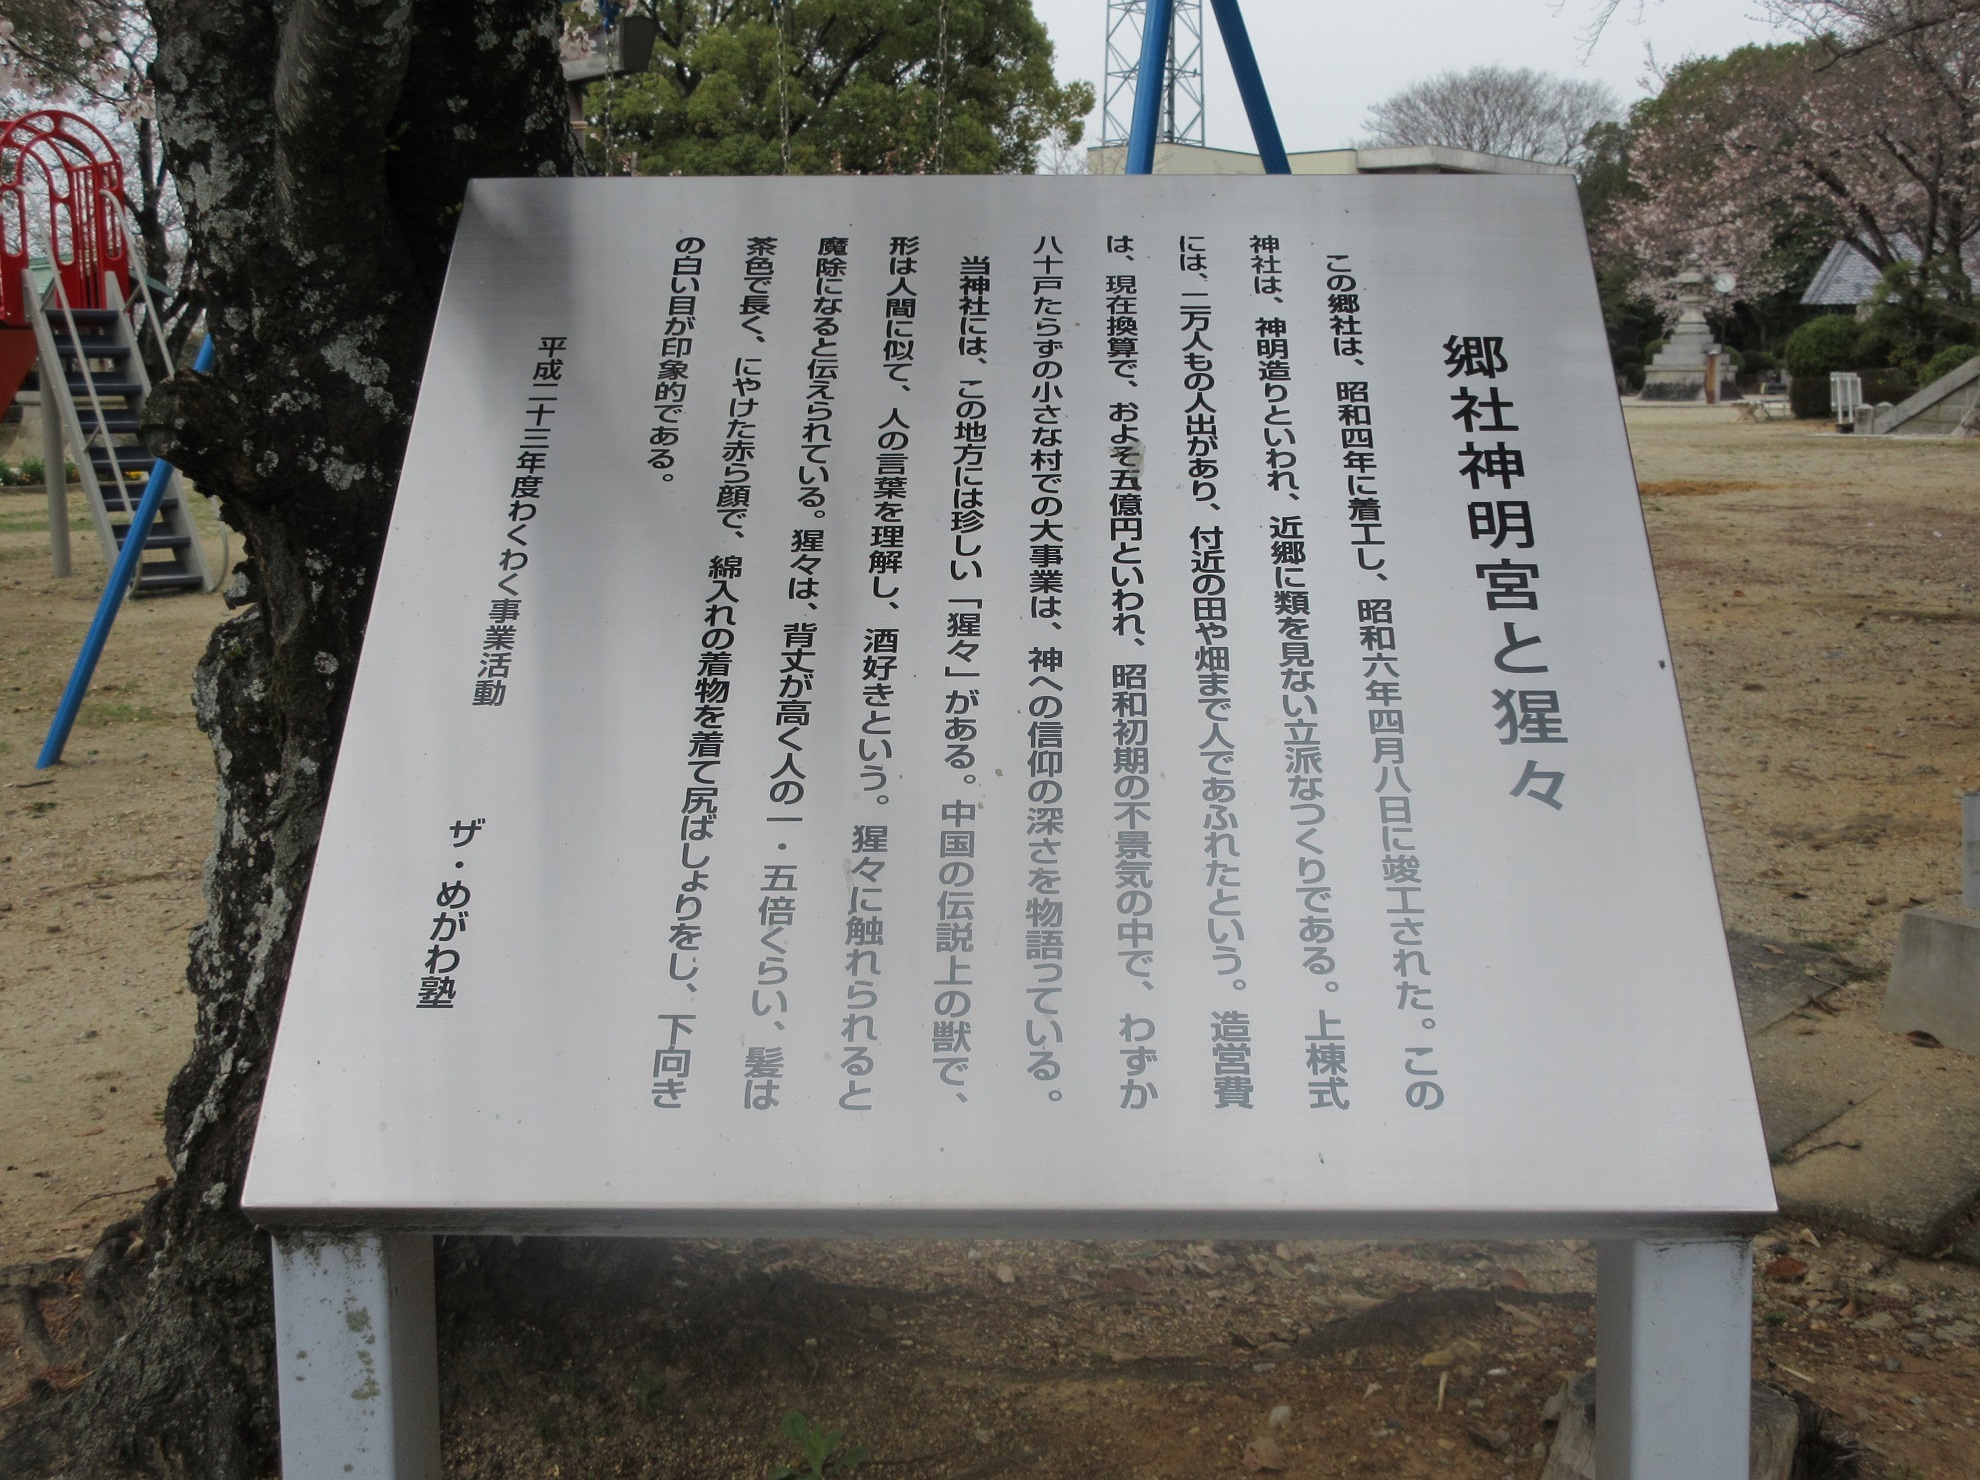 郷社神明宮と猩々
この郷社は、昭和四年に着工し、昭和六年四月八日に竣工された。この
神社は、神明造りといわれ、近郷に類を見ない立派なつくりである。上棟式
には、二万人もの人出があり、付近の田や畑まで人であふれたという。造営費
は、現在換算で、およそ五億円といわれ、昭和初期の不景気の中で、わずか
八十戸たらずの小さな村での大事業は、神への信仰の深さを物語っている。
当神社には、この地方には珍しい「猩々」がある。中国の伝説上の獣で、
形は人間に似て、人の言葉を理解し、酒好きという。猩々に触れられると
魔除になると伝えられている。猩々は、背丈が高く人の一・五倍くらい、髪は
茶色で長く、にやけた赤ら顔で、綿入れの着物を着て尻ばしょりをし、下向き
の白い目が印象的である。
平成二十三年度わくわく事業活動
ザ・めがわ塾